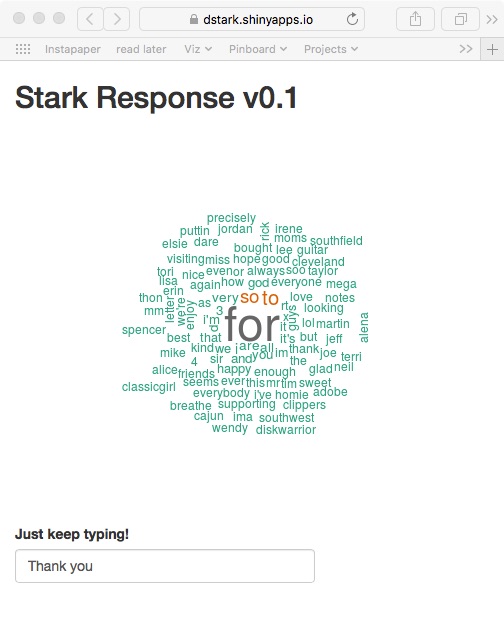 dstark.shinyapps.io
Instapaper read later Viz Pinboard Projects >>
Stark Response v0.1
precisely
puttin jordan rick irene
elsie dare moms southfield
bought lee guitar
visiting miss hope good cleveland
tori nice even or always soo taylor
lisa again how god everyone mega
erin
thon letter we're enjoy as very so to love notes
mm 3 rt looking
i'm for x guys lol martin alena
spencer d it
best that it's but jeff
mike kind we i are all thank joe
4 sir and you im the terri
alice friends happy enough glad neil
classicgirl seems ever this mr tim sweet
everybody i've homie adobe
breathe supporting clippers
cajun ima southwest
wendy diskwarrior
Just keep typing!
Thank you